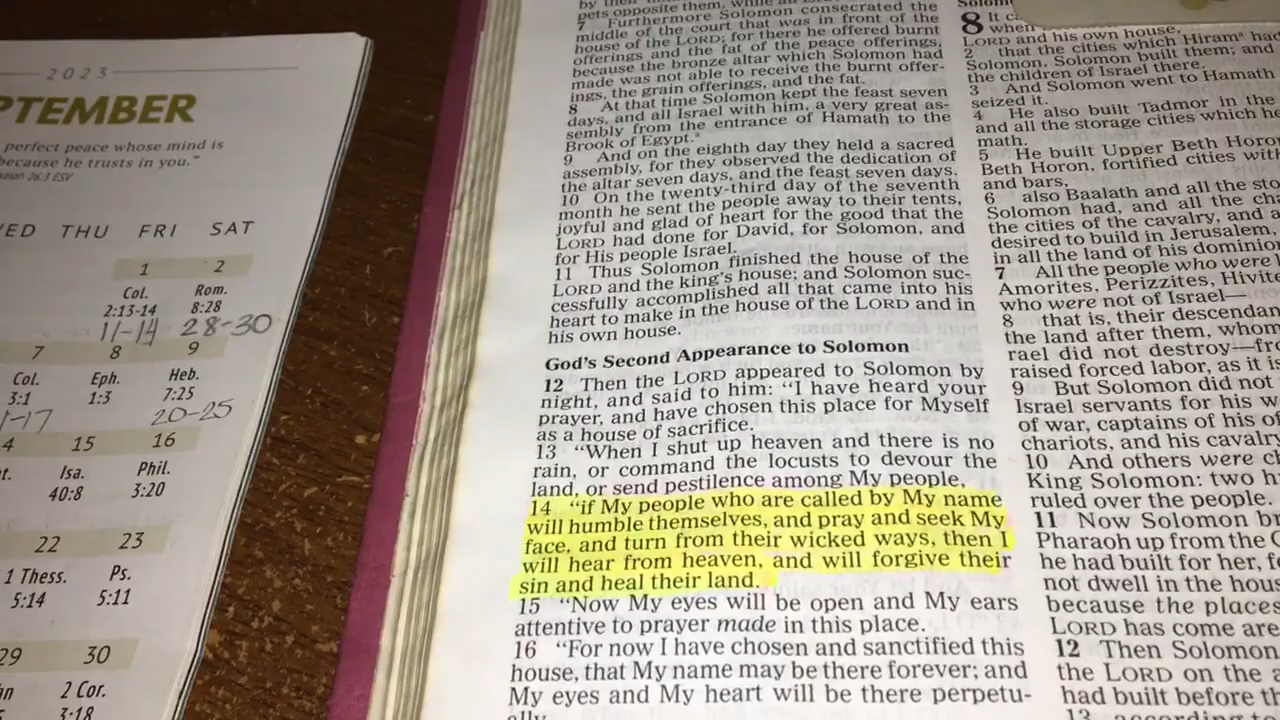 2023
PTEMBER
perfect peace whose mind is
because he trusts in you."
26:3 ESV
ED THU FRI SAT
1 2
Col. Rom.
2:13-14 8:28
11-14 28-30
7 8 9
Col. Eph. Heb.
3:1 1:3 7:25
-17 20-25
4 15 16
t. Isa. Phil.
40:8 3:20
22 23
1 Thess. Ps.
5:14 5:11
29 30
hn 2 Cor.
3:18
pets opposite them, while all
7 Furthermore Solomon consecrated the
middle of the court that was in front of the
house of the LORD; for there he offered burnt
offerings and the fat of the peace offerings,
because the bronze altar which Solomon had
made was not able to receive the burnt offer-
ings, the grain offerings, and the fat.
8 At that time Solomon kept the feast seven
days, and all Israel with him, a very great as-
sembly from the entrance of Hamath to the
Brook of Egypt.a
9 And on the eighth day they held a sacred
assembly, for they observed the dedication of
the altar seven days, and the feast seven days.
10 On the twenty-third day of the seventh
month he sent the people away to their tents,
joyful and glad of heart for the good that the
LORD had done for David, for Solomon, and
for His people Israel.
11 Thus Solomon finished the house of the
LORD and the king's house; and Solomon suc-
cessfully accomplished all that came into his
heart to make in the house of the LORD and in
his own house.
God's Second Appearance to Solomon
12 Then the LORD appeared to Solomon by
night, and said to him: "I have heard your
prayer, and have chosen this place for Myself
as a house of sacrifice.
13 "When I shut up heaven and there is no
rain, or command the locusts to devour the
land, or send pestilence among My people,
14 "if My people who are called by My name
will humble themselves, and pray and seek My
face, and turn from their wicked ways, then I
will hear from heaven, and will forgive their
sin and heal their land.
15 "Now My eyes will be open and My ears
attentive to prayer made in this place.
16 "For now I have chosen and sanctified this
house, that My name may be there forever; and
My eyes and My heart will be there perpetu-
ally.
Solom
8 It c
when
LORD and his own house,
2 that the cities which Hirama had
Solomon, Solomon built them; and
the children of Israel there.
3 And Solomon went to Hamath
seized it.
4 He also built Tadmor in the
and all the storage cities which he
math.
5 He built Upper Beth Horon
Beth Horon, fortified cities with
and bars,
6 also Baalath and all the sto
Solomon had, and all the cha
the cities of the cavalry, and a
desired to build in Jerusalem,
in all the land of his dominion
7 All the people who were l
Amorites, Perizzites, Hivite
who were not of Israel—
8 that is, their descendan
the land after them, whom
rael did not destroy—fro
raised forced labor, as it is
9 But Solomon did not
Israel servants for his w
of war, captains of his of
chariots, and his cavalry
10 And others were ch
King Solomon: two h
ruled over the people.
11 Now Solomon b
Pharaoh up from the C
he had built for her, f
not dwell in the hous
because the places
LORD has come are
12 Then Solomon
the LORD on the a
had built before th
13 according to